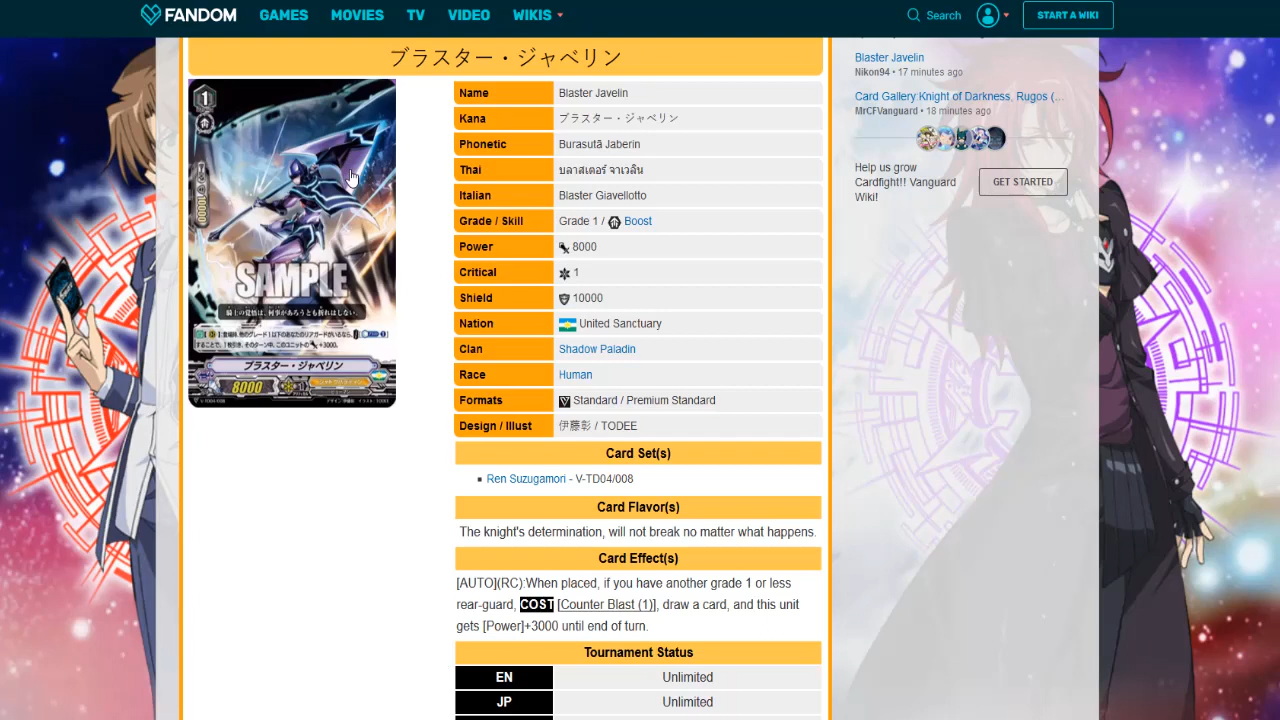 FANDOM GAMES MOVIES TV VIDEO WIKIS Search START A WIKI
ブラスター・ジャベリン
1
SAMPLE
騎士の覚悟は、何事があろうとも折れはしない。
ブラスター・ジャベリン
8000
Name Blaster Javelin
Kana ブラスター・ジャベリン
Phonetic Burasutā Jaberin
Thai บลาสเตอร์ จาเวลิน
Italian Blaster Giavellotto
Grade / Skill Grade 1 / Boost
Power 8000
Critical 1
Shield 10000
Nation United Sanctuary
Clan Shadow Paladin
Race Human
Formats Standard / Premium Standard
Design / Illust 伊藤彰 / TODEE
Card Set(s)
Ren Suzugamori - V-TD04/008
Card Flavor(s)
The knight's determination, will not break no matter what happens.
Card Effect(s)
[AUTO](RC):When placed, if you have another grade 1 or less
rear-guard, COST [Counter Blast (1)], draw a card, and this unit
gets [Power]+3000 until end of turn.
Tournament Status
EN Unlimited
JP Unlimited
Blaster Javelin
Nikon94 • 17 minutes ago
Card Gallery:Knight of Darkness, Rugos (...
MrCFVanguard • 18 minutes ago
Help us grow
Cardfight!! Vanguard
Wiki!
GET STARTED